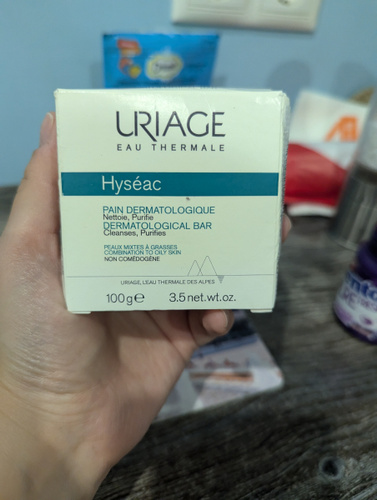 URIAGE
EAU THERMALE
Hyséac
PAIN DERMATOLOGIQUE
Nettoie, Purifie
DERMATOLOGICAL BAR
Cleanses, Purifies
PEAUX MIXTES À GRASSES
COMBINATION TO OILY SKIN
NON COMÉDOGÈNE
URIAGE, L'EAU THERMALE DES ALPES
100g℮ 3.5 net.wt.oz.